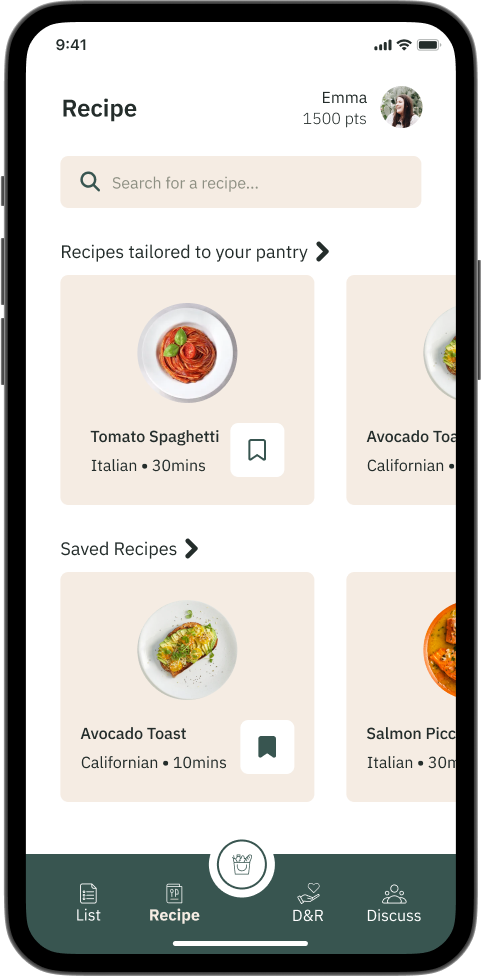 9:41
Recipe
Emma
1500 pts
Search for a recipe...
Recipes tailored to your pantry
Tomato Spaghetti
Italian • 30mins
Avocado Toa
Californian •
Saved Recipes
Avocado Toast
Californian • 10mins
Salmon Picc
Italian • 30m
List
Recipe
D&R
Discuss